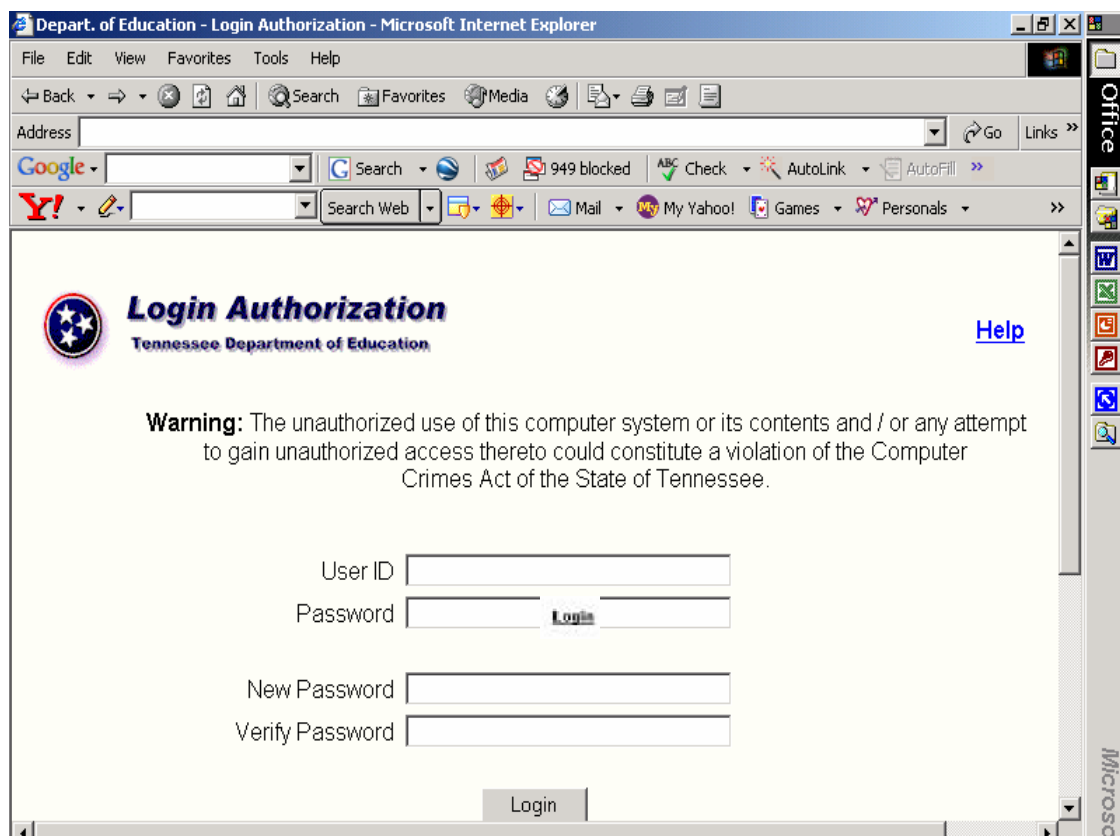 Depart. of Education - Login Authorization - Microsoft Internet Explorer
File Edit View Favorites Tools Help
Back Search Favorites Media
Address Go Links »
Google Search 949 blocked ABC Check AutoLink AutoFill »
Y! Search Web Mail My My Yahoo! Games Personals »
Office
Login Authorization
Tennessee Department of Education
Help
Warning: The unauthorized use of this computer system or its contents and / or any attempt
to gain unauthorized access thereto could constitute a violation of the Computer
Crimes Act of the State of Tennessee.
User ID
Password Login
New Password
Verify Password
Login
Microso